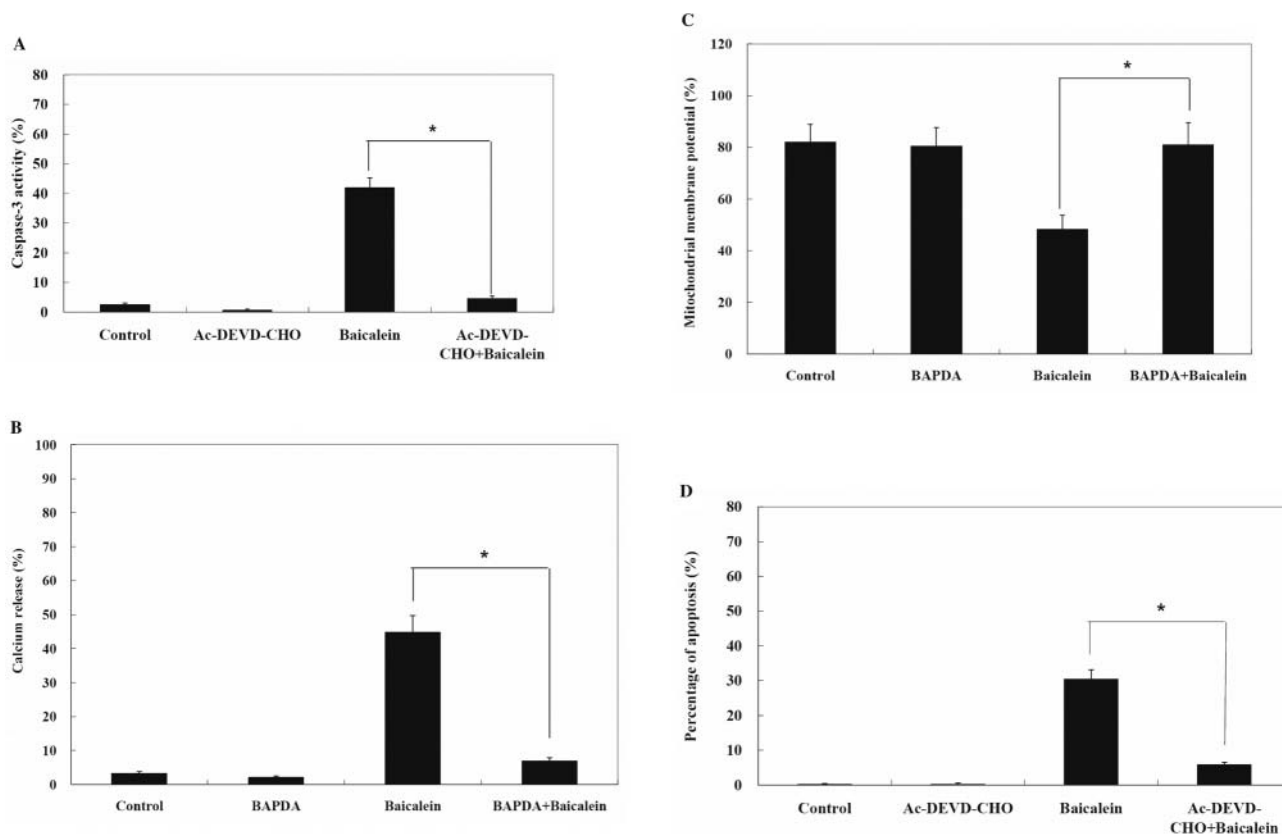 A
Caspase-3 activity (%)
80
70
60
50
40
30
20
10
0
*
Control
Ac-DEVD-CHO
Baicalein
Ac-DEVD-
CHO+Baicalein
B
Calcium release (%)
100
90
80
70
60
50
40
30
20
10
0
*
Control
BAPDA
Baicalein
BAPDA+Baicalein
C
Mitochondrial membrane potential (%)
120
100
80
60
40
20
0
*
Control
BAPDA
Baicalein
BAPDA+Baicalein
D
Percentage of apoptosis (%)
80
70
60
50
40
30
20
10
0
*
Control
Ac-DEVD-CHO
Baicalein
Ac-DEVD-
CHO+Baicalein